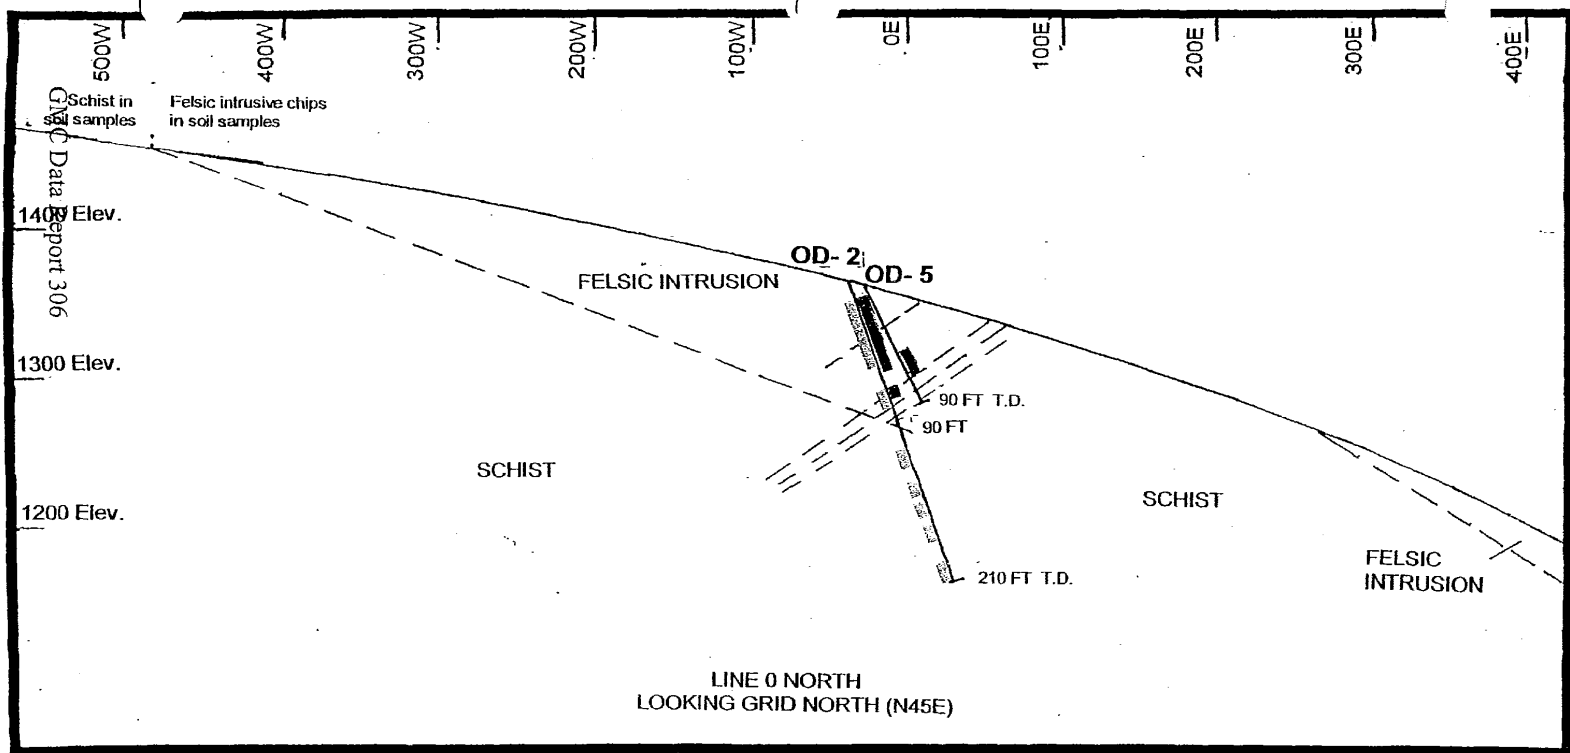 500W
400W
300W
200W
100W
0E
100E
200E
300E
400E
Schist in
soil samples
Felsic intrusive chips
in soil samples
GMC Data Report 306
1400 Elev.
1300 Elev.
1200 Elev.
OD- 2
OD- 5
FELSIC INTRUSION
90 FT T.D.
90 FT
SCHIST
SCHIST
210 FT T.D.
FELSIC
INTRUSION
LINE 0 NORTH
LOOKING GRID NORTH (N45E)